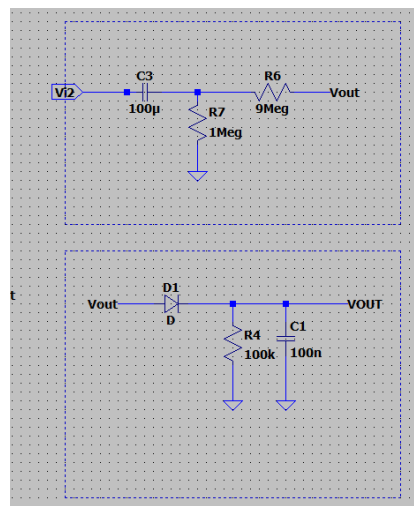 C3
R6
Vi2
Vout
100µ
R7
9Meg
1Meg
t
D1
Vout
VOUT
D
C1
R4
100n
100k